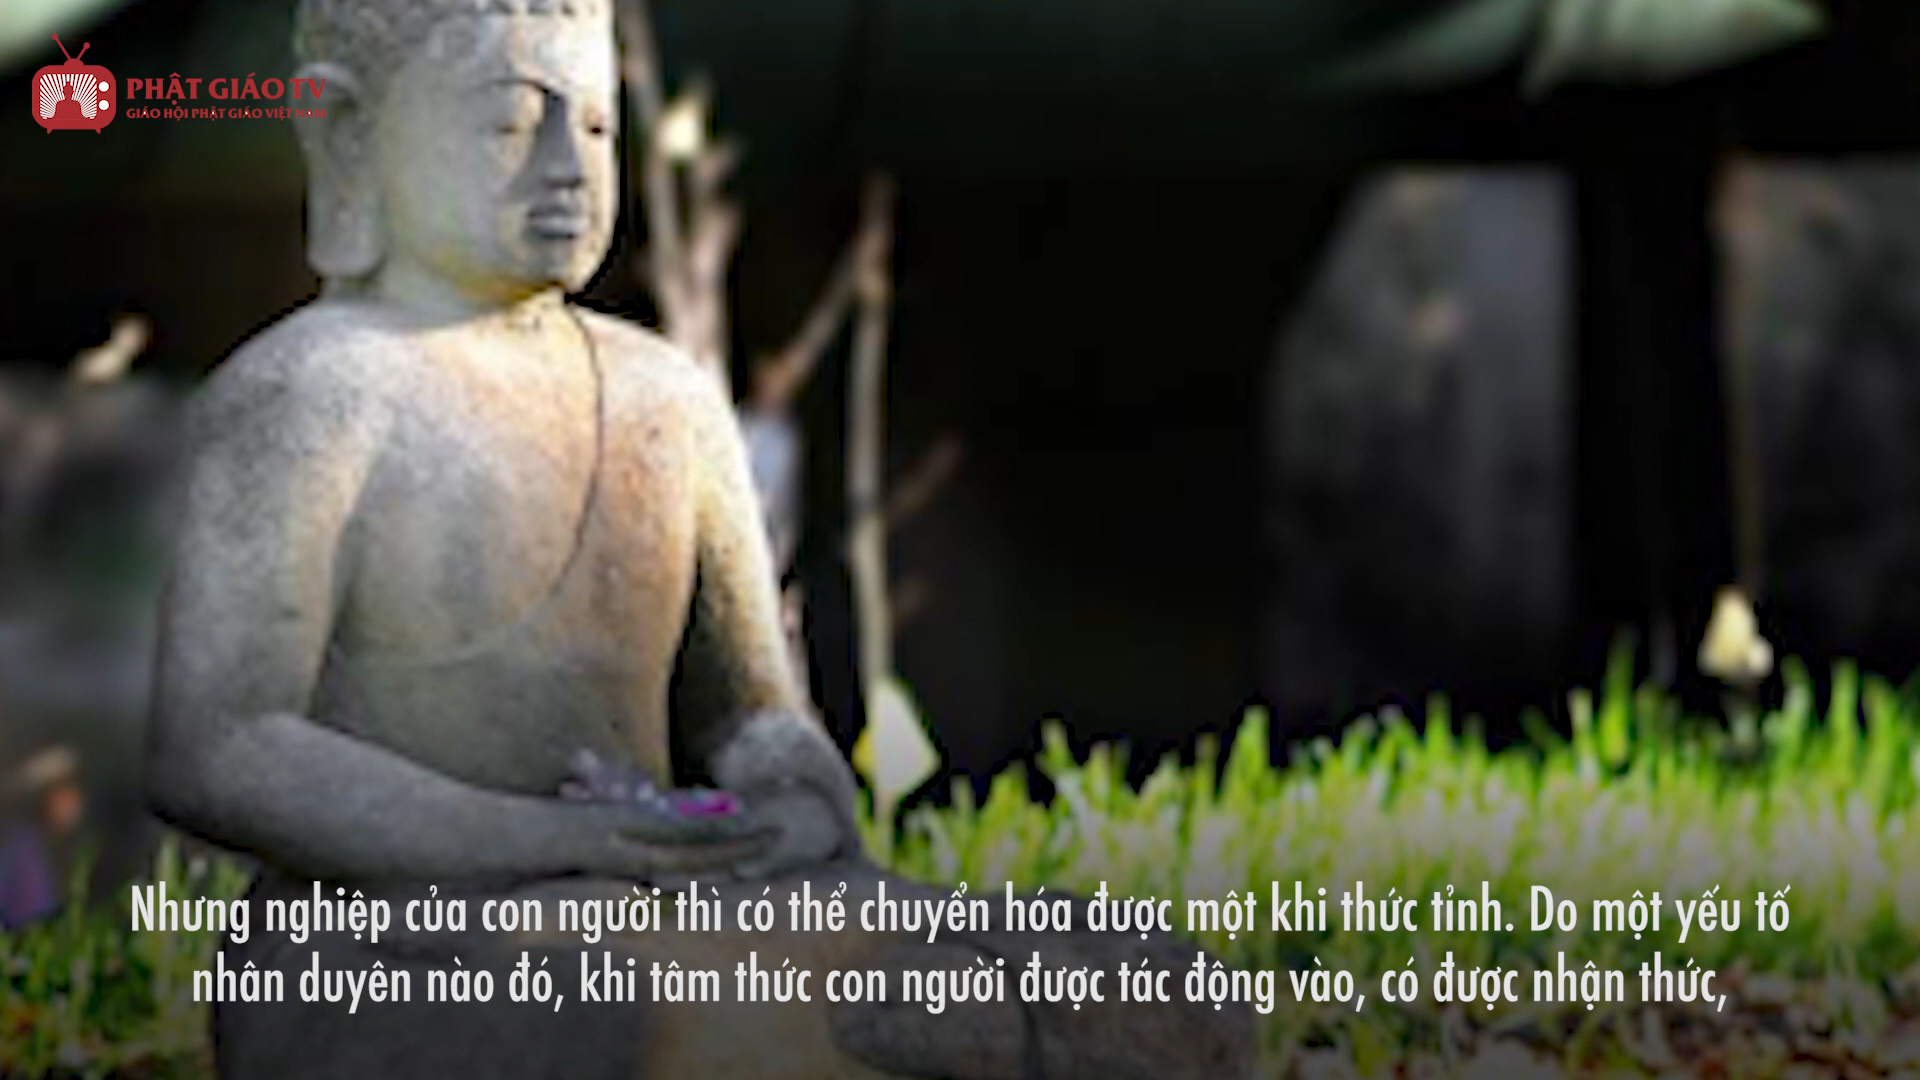 PHẬT GIÁO TV
GIÁO HỘI PHẬT GIÁO VIỆT NAM
Nhưng nghiệp của con người thì có thể chuyển hóa được một khi thức tỉnh. Do một yếu tố
nhân duyên nào đó, khi tâm thức con người được tác động vào, có được nhận thức,